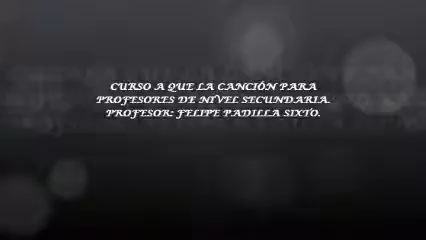 CURSO A QUE LA CANCIÓN PARA
PROFESORES DE NIVEL SECUNDARIA.
PROFESOR: FELIPE PADILLA SIXTO.